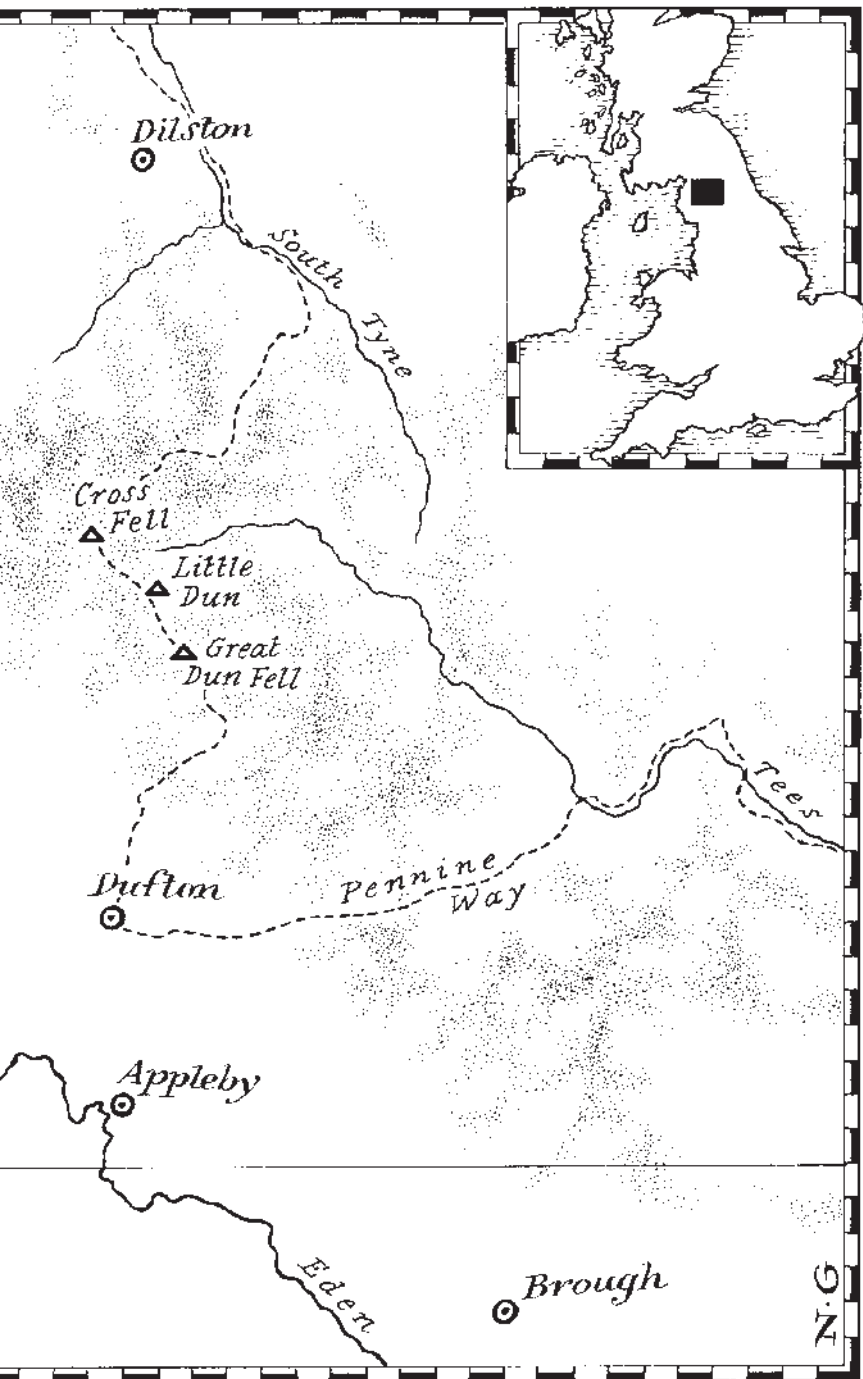 Dilston
South Tyne
Cross
Fell
Little
Dun
Great
Dun Fell
Tees
Pennine
Way
Dufton
Appleby
Eden
Brough
N.G